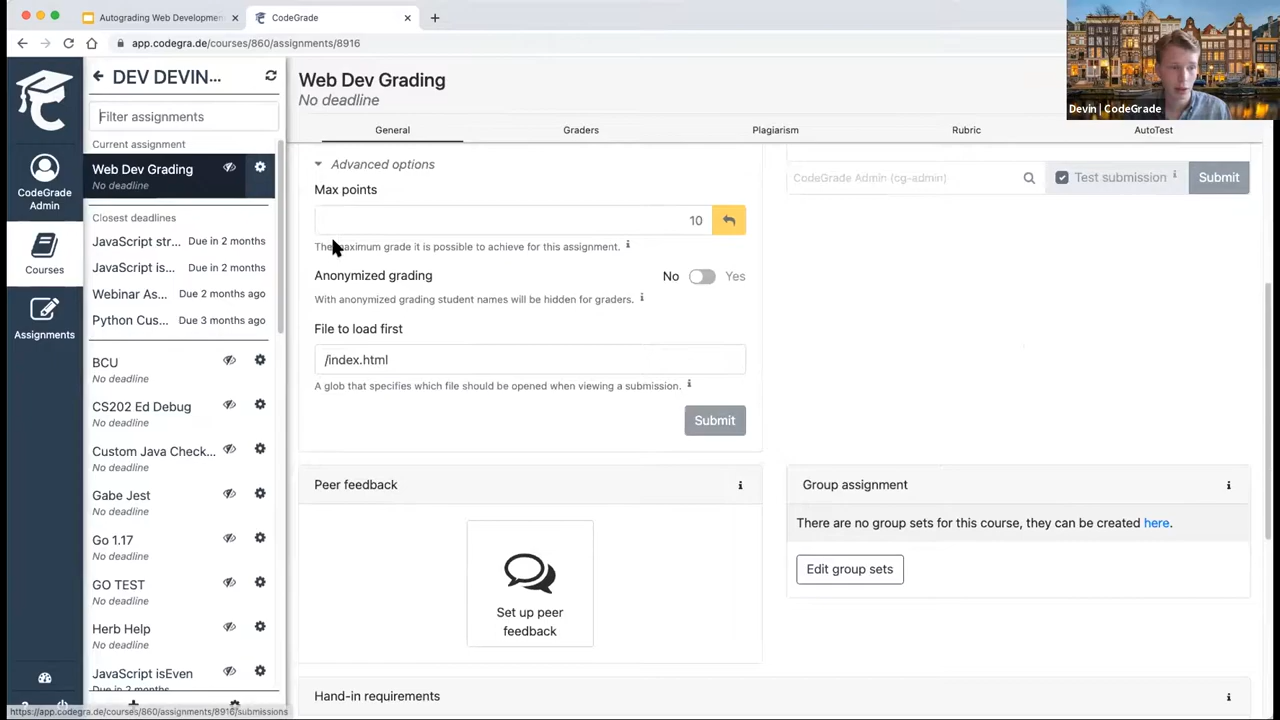 Autograding Web Developmen
CodeGrade
app.codegra.de/courses/860/assignments/8916
Devin | CodeGrade
CodeGrade
Admin
Courses
Assignments
DEV DEVIN...
Filter assignments
Current assignment
Web Dev Grading
No deadline
Closest deadlines
JavaScript str... Due in 2 months
JavaScript is... Due in 2 months
Webinar As... Due 2 months ago
Python Cus... Due 3 months ago
BCU
No deadline
CS202 Ed Debug
No deadline
Custom Java Check...
No deadline
Gabe Jest
No deadline
Go 1.17
No deadline
GO TEST
No deadline
Herb Help
No deadline
JavaScript isEven
Due in 2 months
https://app.codegra.de/courses/860/assignments/8916/submissions
Web Dev Grading
No deadline
General Graders Plagiarism Rubric AutoTest
Advanced options
Max points
10
The maximum grade it is possible to achieve for this assignment.
Anonymized grading No Yes
With anonymized grading student names will be hidden for graders.
File to load first
/index.html
A glob that specifies which file should be opened when viewing a submission.
Submit
CodeGrade Admin (cg-admin) Test submission Submit
Peer feedback
Set up peer
feedback
Group assignment
There are no group sets for this course, they can be created here.
Edit group sets
Hand-in requirements